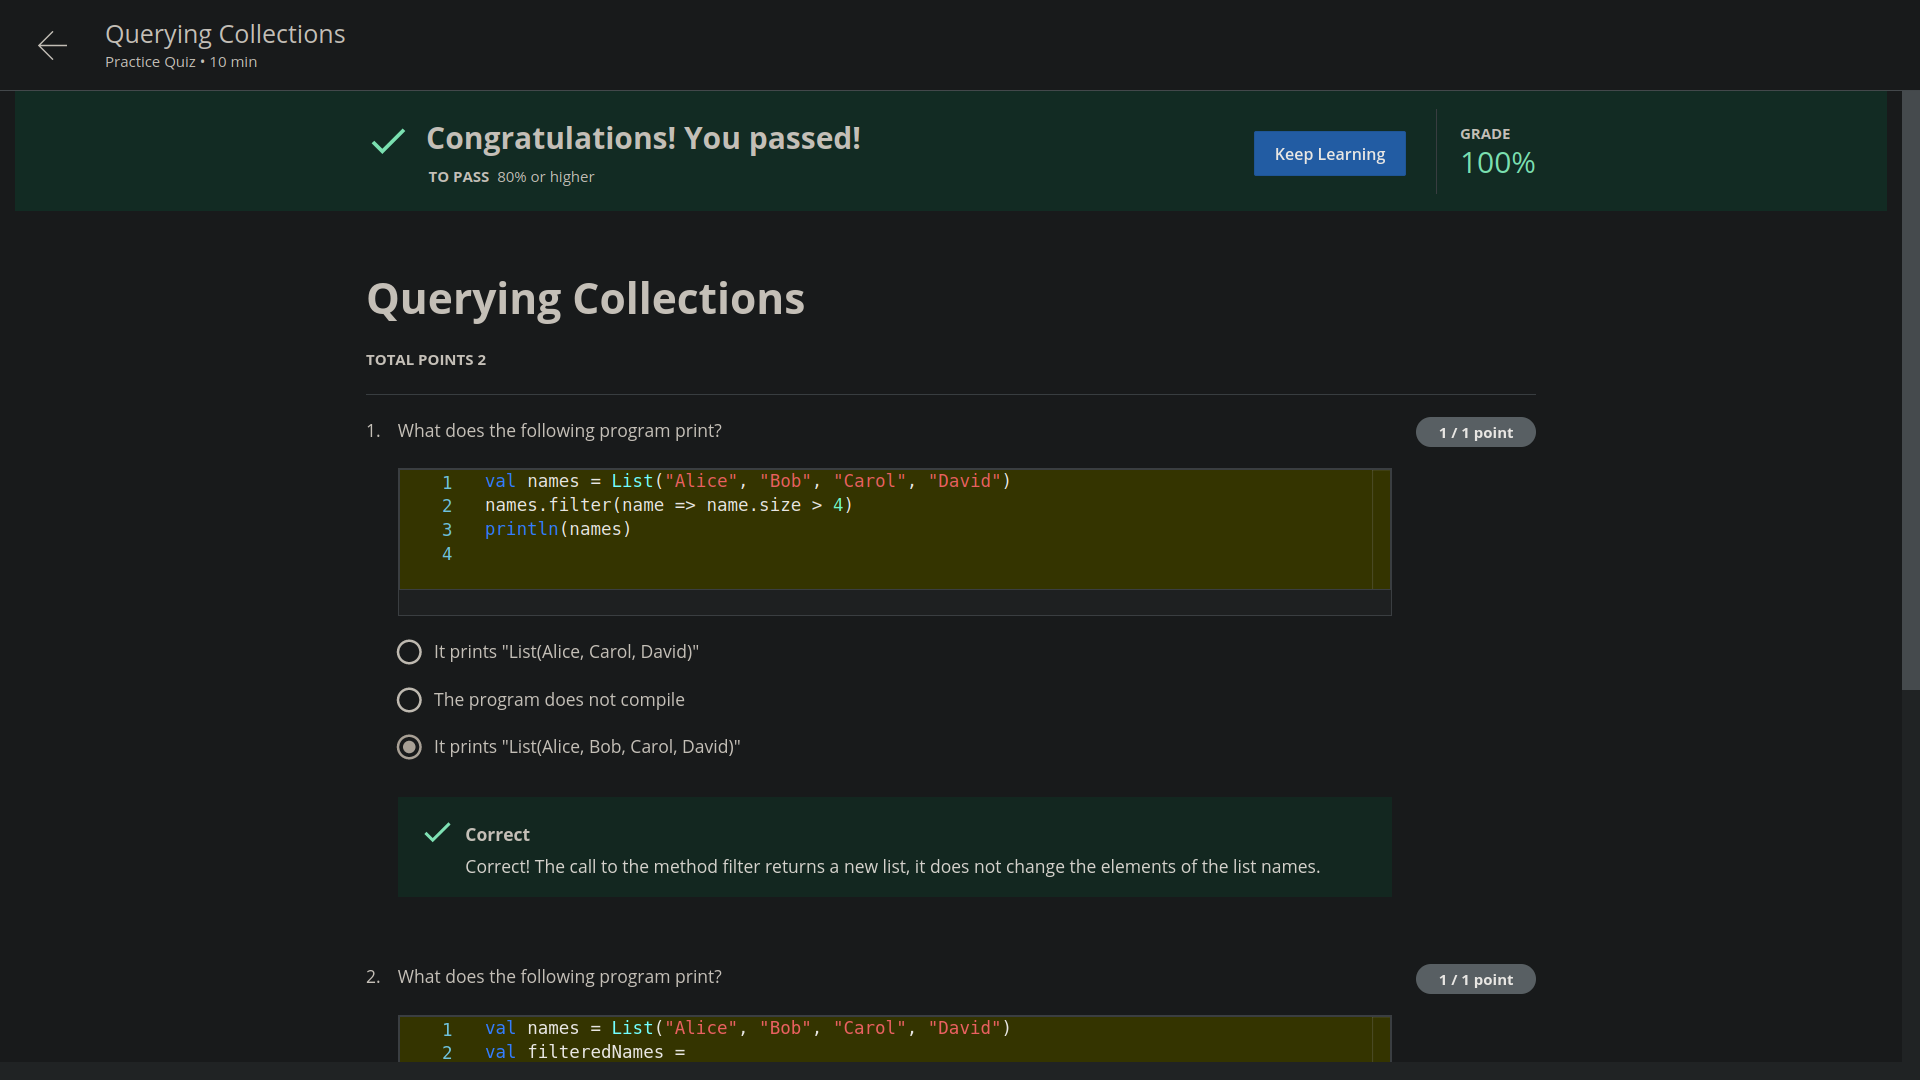 Querying Collections
Practice Quiz • 10 min
Congratulations! You passed!
TO PASS 80% or higher
Keep Learning
GRADE
100%
Querying Collections
TOTAL POINTS 2
1. What does the following program print?
1 / 1 point
1 val names = List("Alice", "Bob", "Carol", "David")
2 names.filter(name => name.size > 4)
3 println(names)
4
It prints "List(Alice, Carol, David)"
The program does not compile
It prints "List(Alice, Bob, Carol, David)"
Correct
Correct! The call to the method filter returns a new list, it does not change the elements of the list names.
2. What does the following program print?
1 / 1 point
1 val names = List("Alice", "Bob", "Carol", "David")
2 val filteredNames =